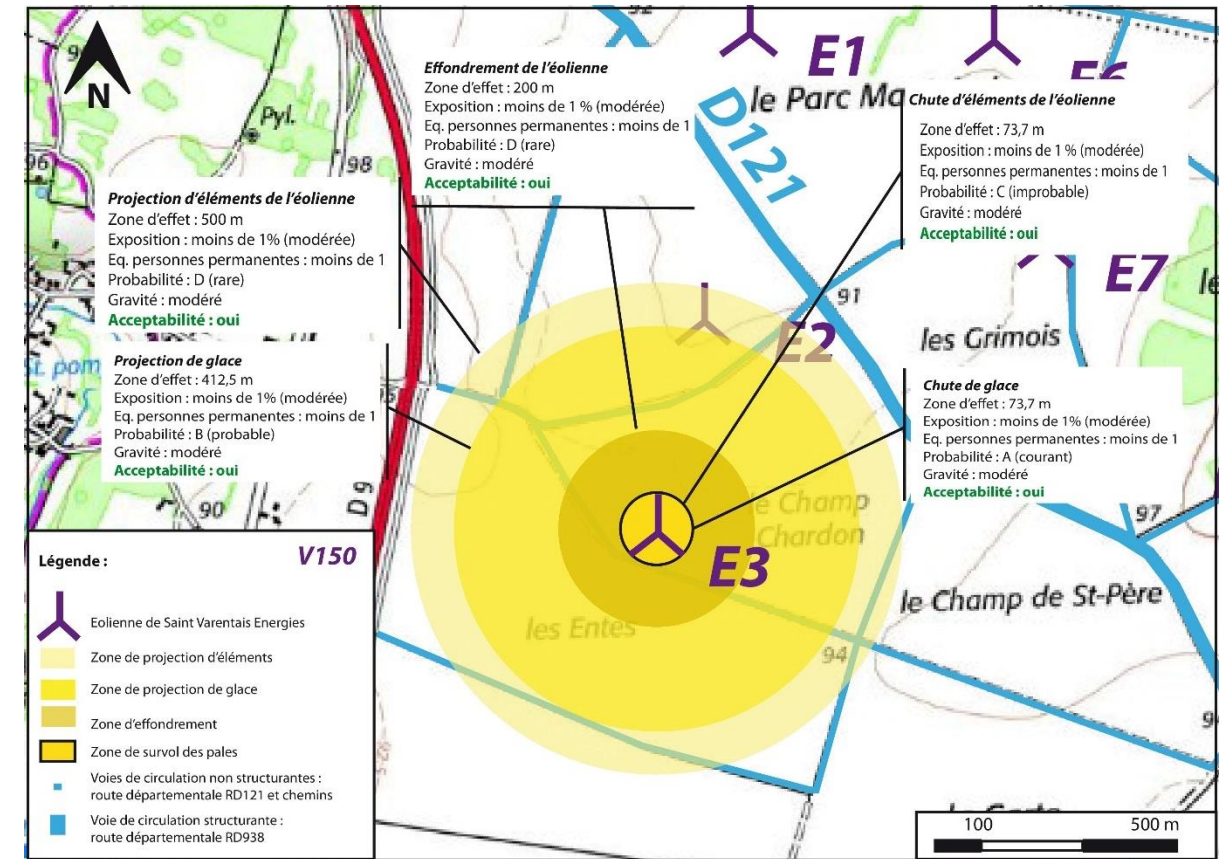 92
E1
E6
le Parc Ma
D121
N
Pyl.
96
98
Effondrement de l'éolienne
Zone d'effet : 200 m
Exposition : moins de 1 % (modérée)
Eq. personnes permanentes : moins de 1
Probabilité : D (rare)
Gravité : modéré
Acceptabilité : oui
Chute d'éléments de l'éolienne
Zone d'effet : 73,7 m
Exposition : moins de 1 % (modérée)
Eq. personnes permanentes : moins de 1
Probabilité : C (improbable)
Gravité : modéré
Acceptabilité : oui
Projection d'éléments de l'éolienne
Zone d'effet : 500 m
Exposition : moins de 1% (modérée)
Eq. personnes permanentes : moins de 1
Probabilité : D (rare)
Gravité : modéré
Acceptabilité : oui
E7
le
91
E2
les Grimois
St. pom
Projection de glace
Zone d'effet : 412,5 m
Exposition : moins de 1% (modérée)
Eq. personnes permanentes : moins de 1
Probabilité : B (probable)
Gravité : modéré
Acceptabilité : oui
Chute de glace
Zone d'effet : 73,7 m
Exposition : moins de 1% (modérée)
Eq. personnes permanentes : moins de 1
Probabilité : A (courant)
Gravité : modéré
Acceptabilité : oui
90
D 9
le Champ
Chardon
97
E3
le Champ de St-Père
les Entes
94
Légende :
V150
Eolienne de Saint Varentais Energies
Zone de projection d'éléments
Zone de projection de glace
Zone d'effondrement
Zone de survol des pales
Voies de circulation non structurantes :
route départementale RD121 et chemins
Voie de circulation structurante :
route départementale RD938
100
500 m